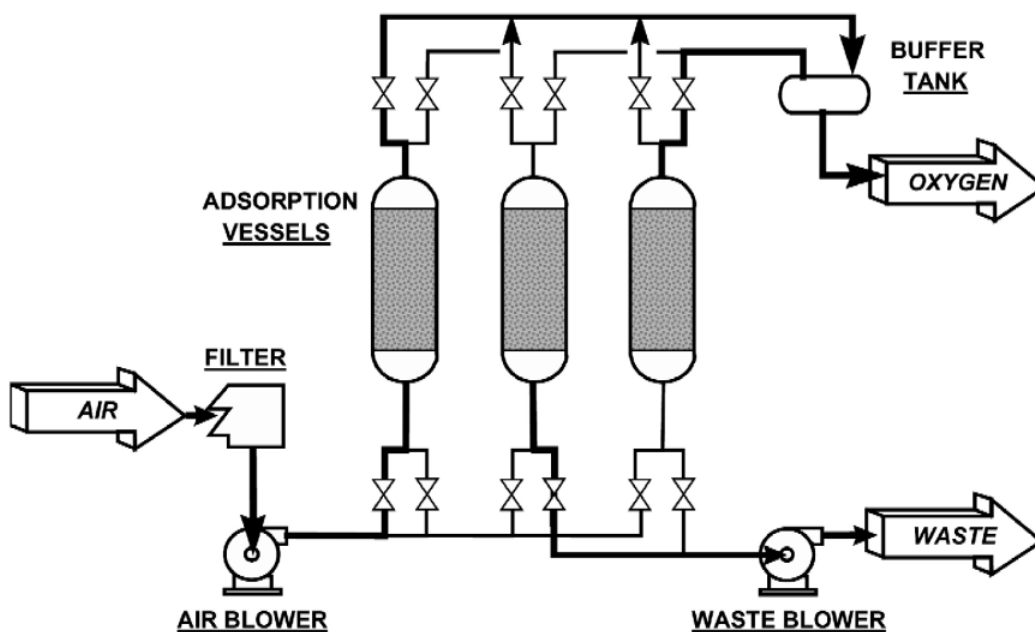 BUFFER
TANK
OXYGEN
ADSORPTION
VESSELS
FILTER
AIR
WASTE
AIR BLOWER
WASTE BLOWER